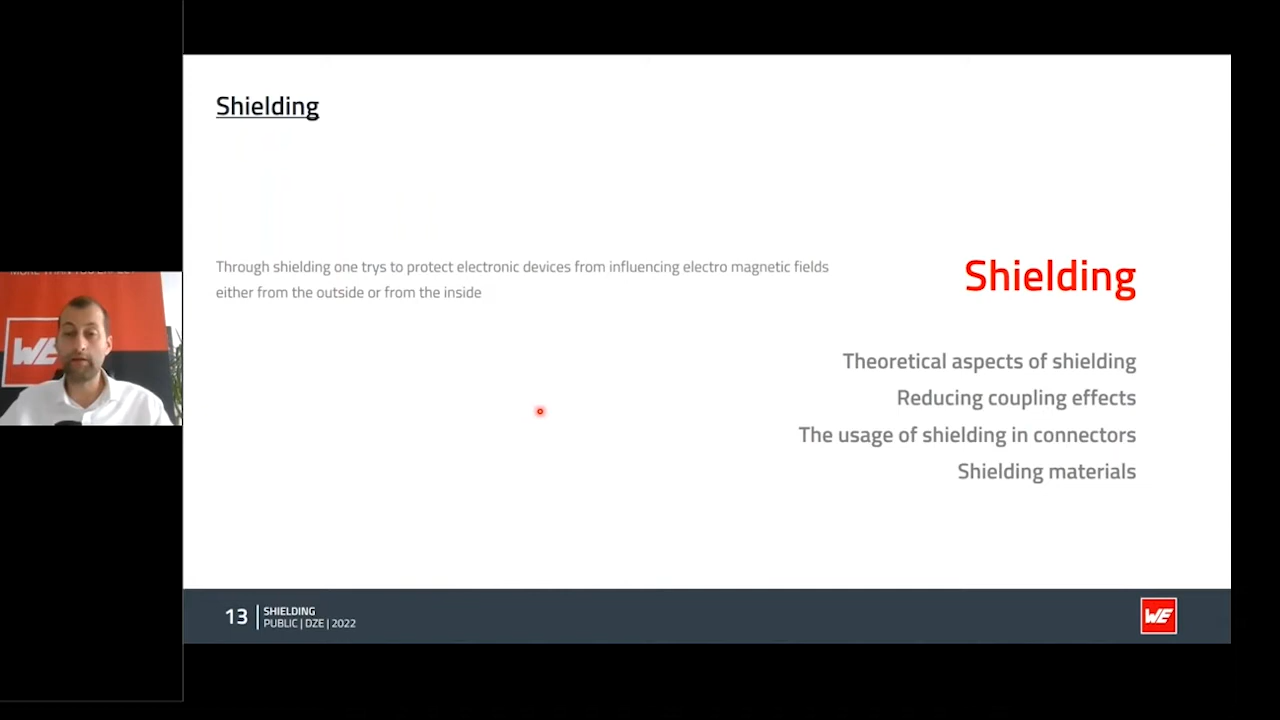 Shielding
Through shielding one trys to protect electronic devices from influencing electro magnetic fields
either from the outside or from the inside
Shielding
Theoretical aspects of shielding
Reducing coupling effects
The usage of shielding in connectors
Shielding materials
WE
13
SHIELDING
PUBLIC | DZE | 2022
WE